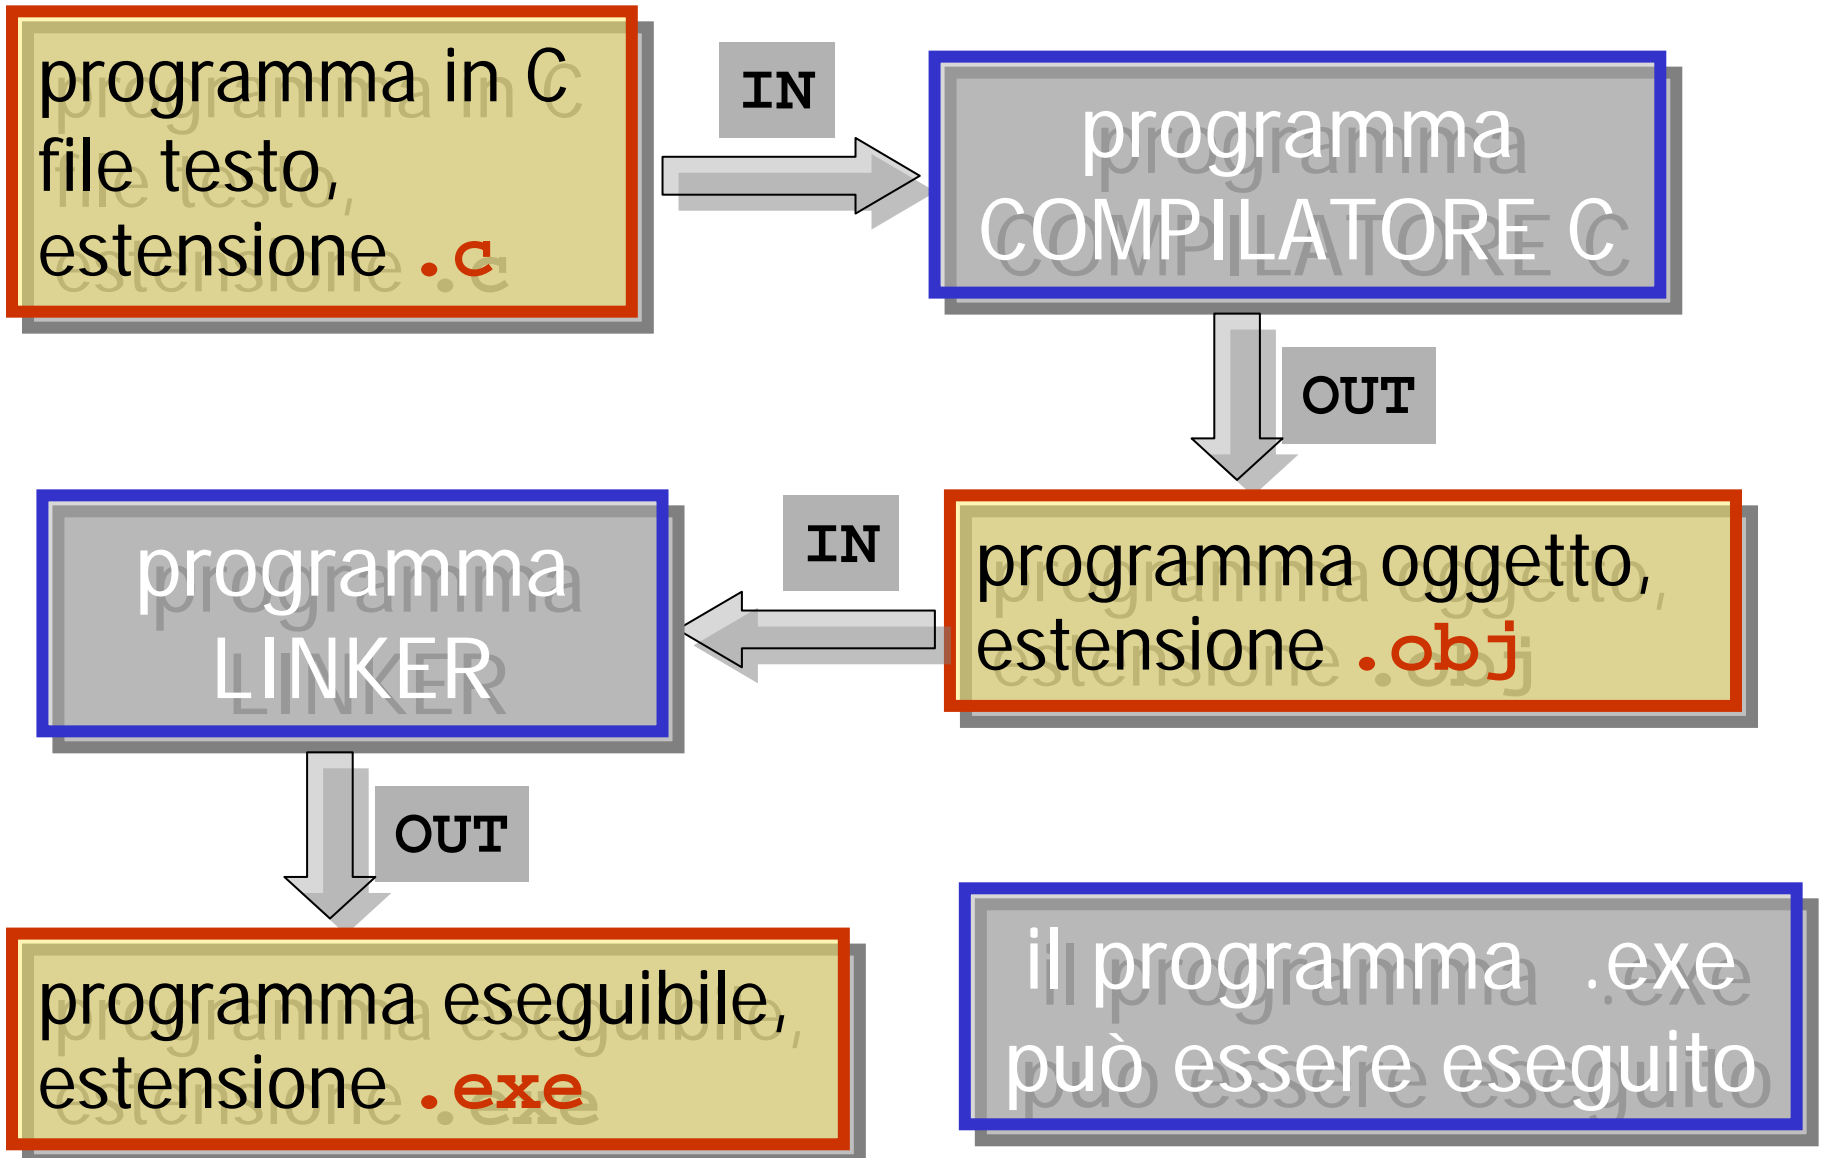 programma in C
file testo,
estensione .c
IN
programma
COMPILATORE C
OUT
programma oggetto,
estensione .obj
IN
programma
LINKER
OUT
programma eseguibile,
estensione .exe
il programma .exe
può essere eseguito